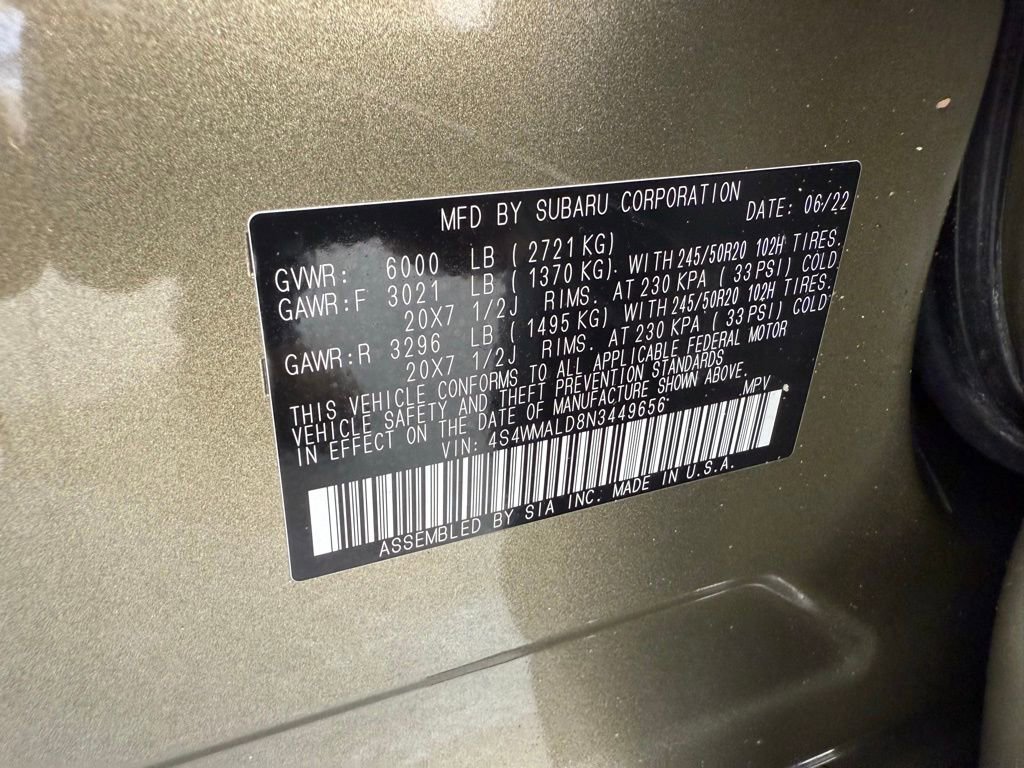 MFD BY SUBARU CORPORATION DATE: 06/22
GVWR: 6000 LB ( 2721 KG)
GAWR:F 3021 LB ( 1370 KG). WITH 245/50R20 102H TIRES.
20X7 1/2J RIMS. AT 230 KPA ( 33 PSI) COLD
GAWR:R 3296 LB ( 1495 KG) WITH 245/50R20 102H TIRES.
20X7 1/2J RIMS. AT 230 KPA ( 33 PSI) COLD
THIS VEHICLE CONFORMS TO ALL APPLICABLE FEDERAL MOTOR
VEHICLE SAFETY AND THEFT PREVENTION STANDARDS
IN EFFECT ON THE DATE OF MANUFACTURE SHOWN ABOVE.
VIN: 4S4WMALD8N3449656 .MPV
ASSEMBLED BY SIA INC. MADE IN U.S.A.